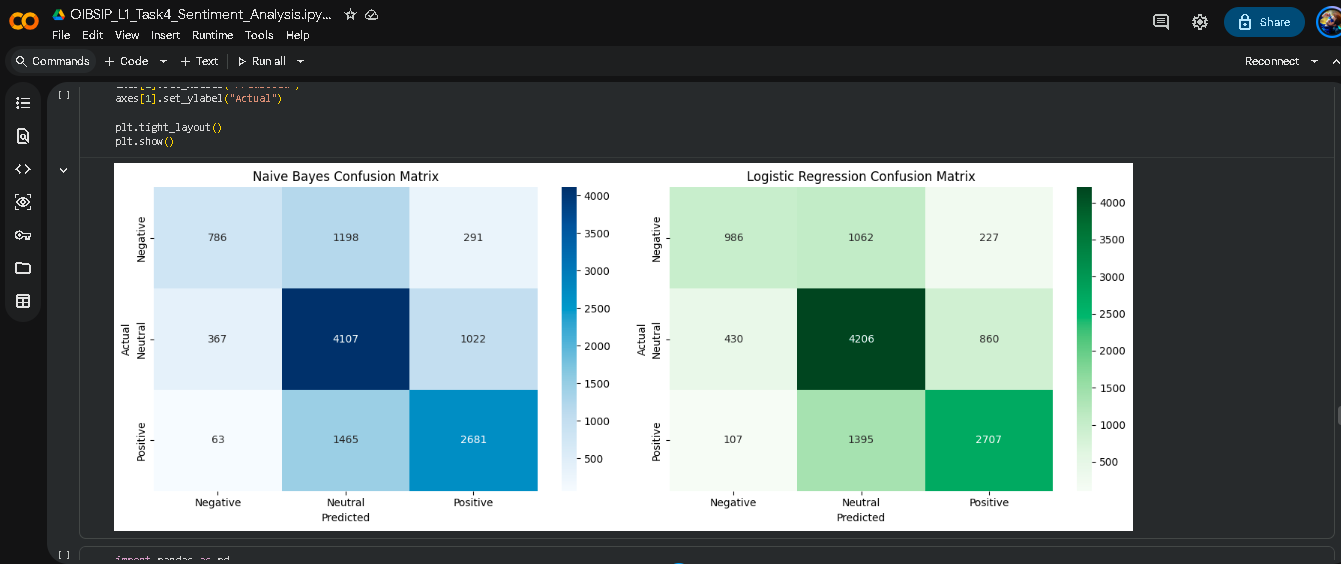 OIBSIP_L1_Task4_Sentiment_Analysis.ipy...
File Edit View Insert Runtime Tools Help
Share
Commands + Code + Text Run all
Reconnect
[ ]
axes[1].set_ylabel("Actual")
plt.tight_layout()
plt.show()
Naive Bayes Confusion Matrix
Negative
786 1198 291
Actual
Neutral
367 4107 1022
Positive
63 1465 2681
Negative Neutral Positive
Predicted
4000
3500
3000
2500
2000
1500
1000
500
Logistic Regression Confusion Matrix
Negative
986 1062 227
Actual
Neutral
430 4206 860
Positive
107 1395 2707
Negative Neutral Positive
Predicted
4000
3500
3000
2500
2000
1500
1000
500
[ ]
import pandas as pd